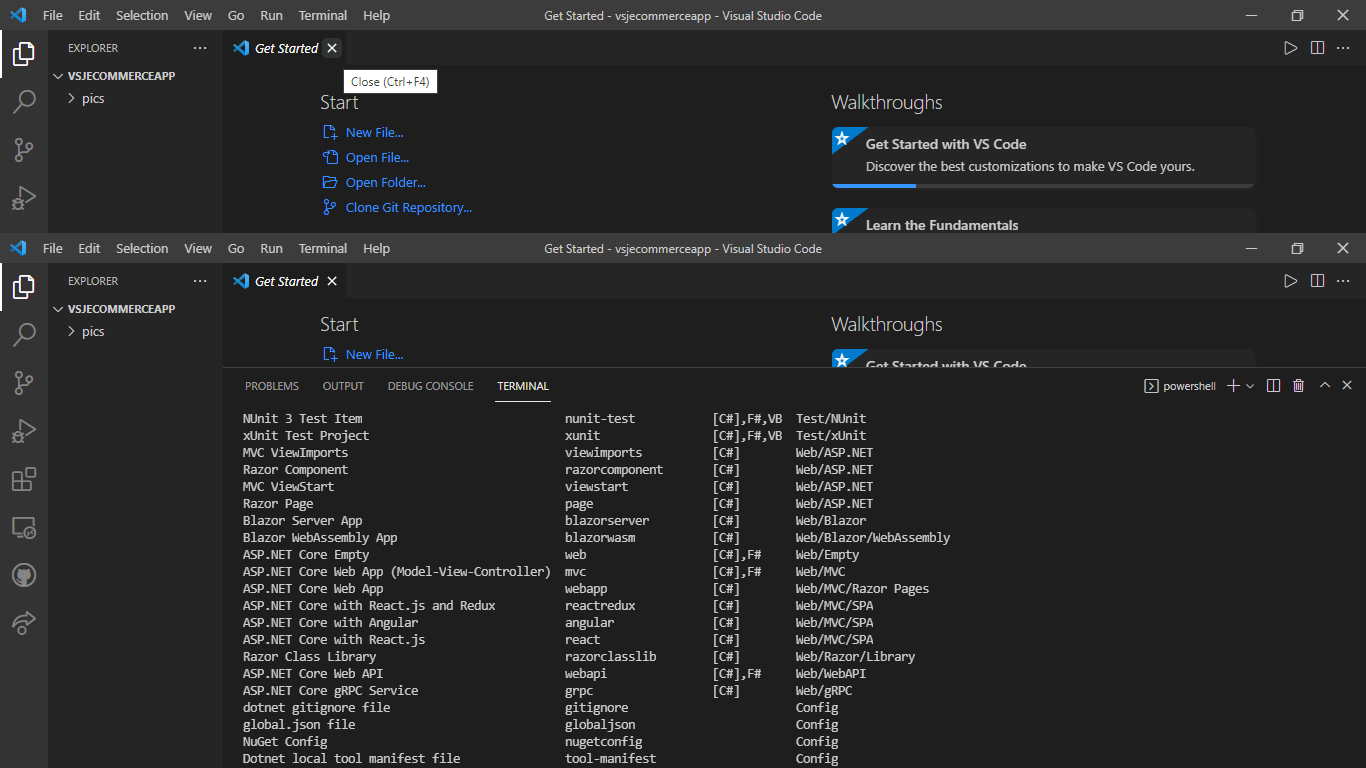 File Edit Selection View Go Run Terminal Help Get Started - vsjecommerceapp - Visual Studio Code
EXPLORER
Get Started
VSJECOMMERCEAPP
Close (Ctrl+F4)
pics
Start
Walkthroughs
New File...
Get Started with VS Code
Open File...
Discover the best customizations to make VS Code yours.
Open Folder...
Clone Git Repository...
Learn the Fundamentals
File Edit Selection View Go Run Terminal Help Get Started - vsjecommerceapp - Visual Studio Code
EXPLORER
Get Started
VSJECOMMERCEAPP
pics
Start
Walkthroughs
New File...
Get Started with VS Code
PROBLEMS OUTPUT DEBUG CONSOLE TERMINAL powershell
NUnit 3 Test Item nunit-test [C#],F#,VB Test/NUnit
xUnit Test Project xunit [C#],F#,VB Test/xUnit
MVC ViewImports viewimports [C#] Web/ASP.NET
Razor Component razorcomponent [C#] Web/ASP.NET
MVC ViewStart viewstart [C#] Web/ASP.NET
Razor Page page [C#] Web/ASP.NET
Blazor Server App blazorserver [C#] Web/Blazor
Blazor WebAssembly App blazorwasm [C#] Web/Blazor/WebAssembly
ASP.NET Core Empty web [C#],F# Web/Empty
ASP.NET Core Web App (Model-View-Controller) mvc [C#],F# Web/MVC
ASP.NET Core Web App webapp [C#] Web/MVC/Razor Pages
ASP.NET Core with React.js and Redux reactredux [C#] Web/MVC/SPA
ASP.NET Core with Angular angular [C#] Web/MVC/SPA
ASP.NET Core with React.js react [C#] Web/MVC/SPA
Razor Class Library razorclasslib [C#] Web/Razor/Library
ASP.NET Core Web API webapi [C#],F# Web/WebAPI
ASP.NET Core gRPC Service grpc [C#] Web/gRPC
dotnet gitignore file gitignore Config
global.json file globaljson Config
NuGet Config nugetconfig Config
Dotnet local tool manifest file tool-manifest Config